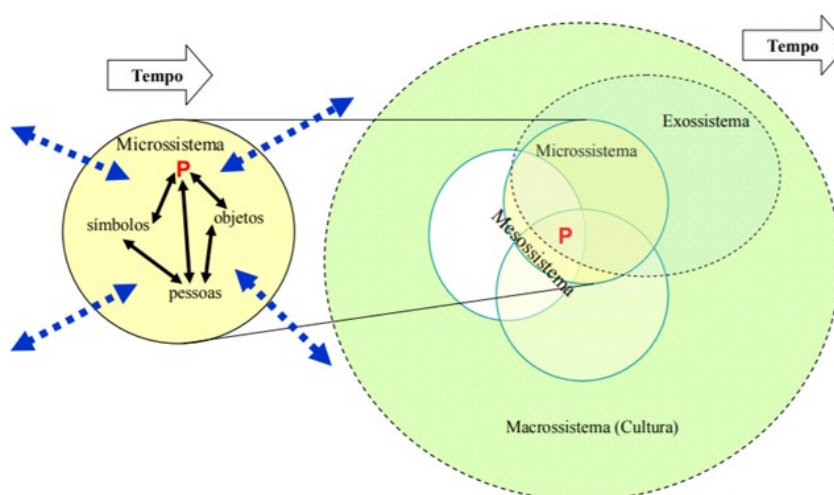 Tempo
Microssistema
P
símbolos
objetos
pessoas
Tempo
Exossistema
Microssistema
P
Mesossistema
Macrossistema (Cultura)